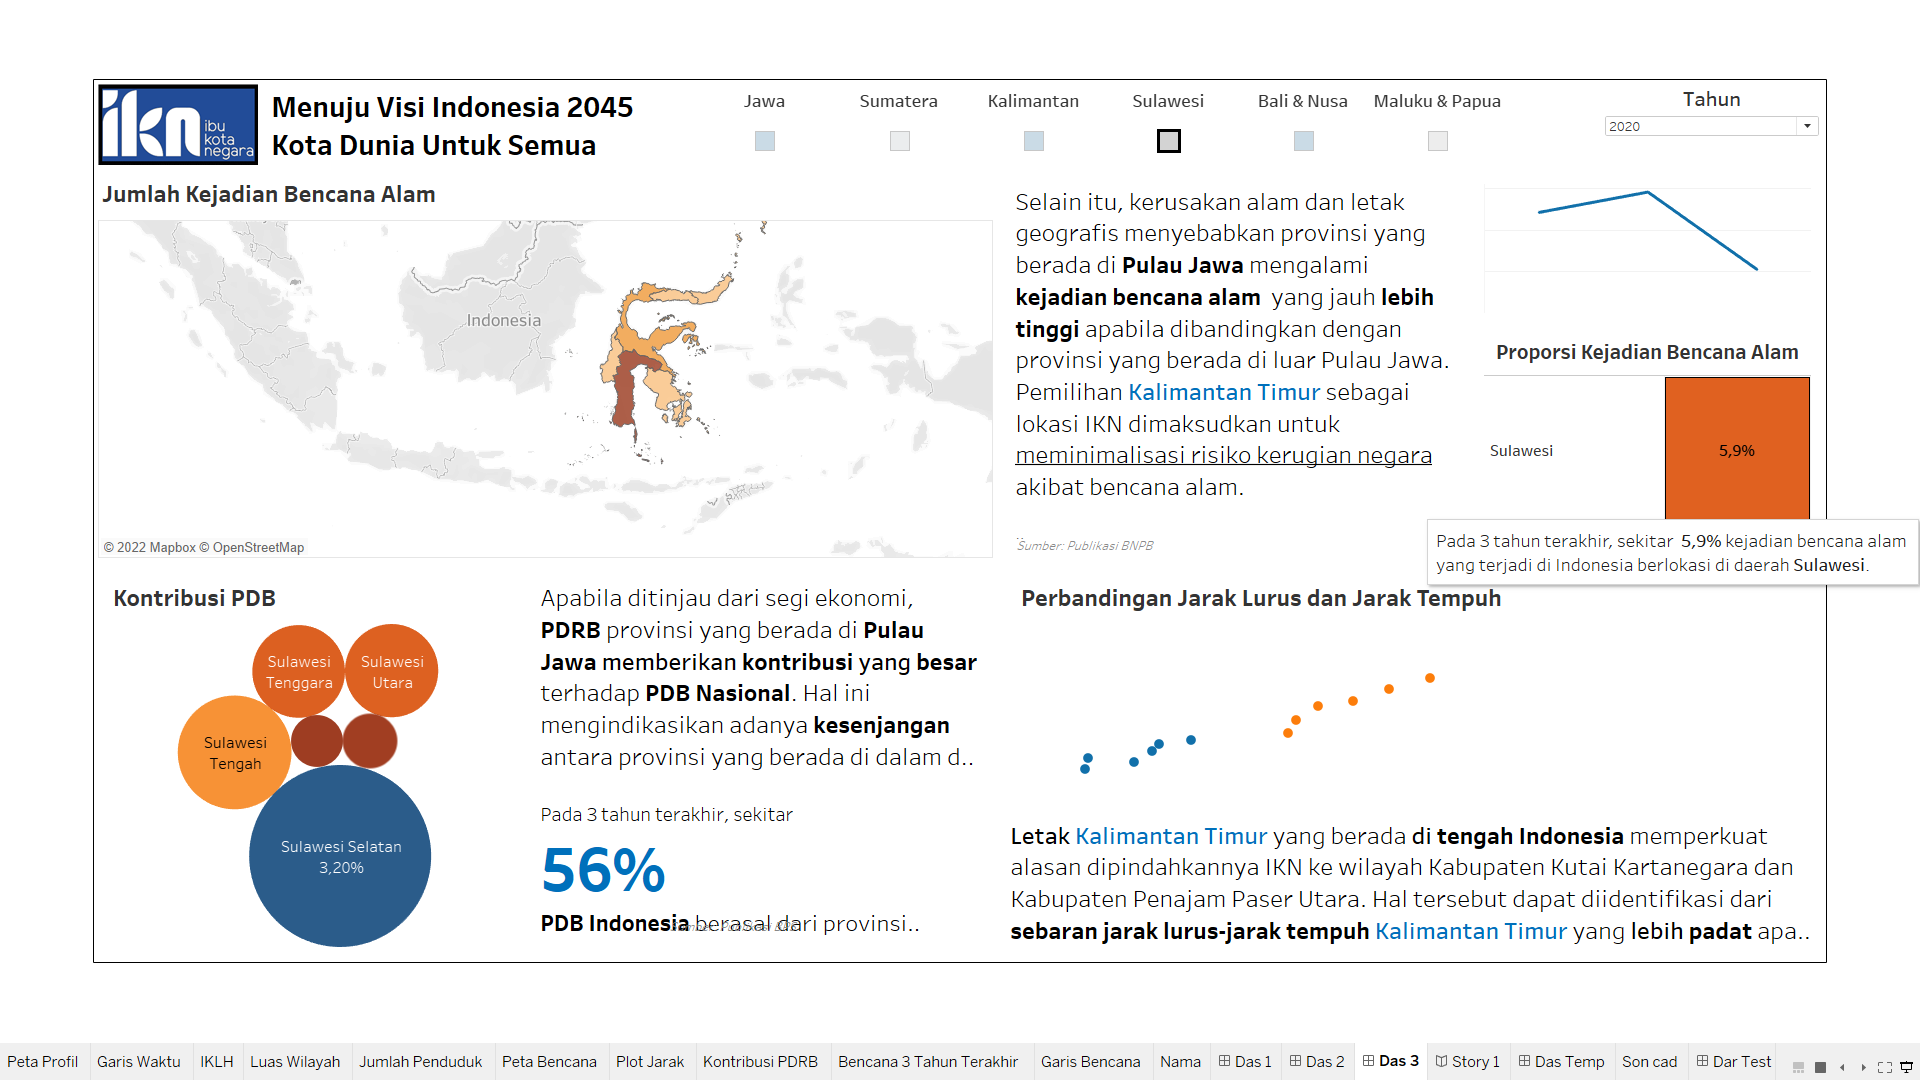 ikn ibu
kota
negara
Menuju Visi Indonesia 2045
Kota Dunia Untuk Semua
Jawa
Sumatera
Kalimantan
Sulawesi
Bali & Nusa
Maluku & Papua
Tahun
2020
Jumlah Kejadian Bencana Alam
Indonesia
© 2022 Mapbox © OpenStreetMap
Selain itu, kerusakan alam dan letak
geografis menyebabkan provinsi yang
berada di Pulau Jawa mengalami
kejadian bencana alam yang jauh lebih
tinggi apabila dibandingkan dengan
provinsi yang berada di luar Pulau Jawa.
Pemilihan Kalimantan Timur sebagai
lokasi IKN dimaksudkan untuk
meminimalisasi risiko kerugian negara
akibat bencana alam.
..
Sumber: Publikasi BNPB
Proporsi Kejadian Bencana Alam
Sulawesi
5,9%
Pada 3 tahun terakhir, sekitar 5,9% kejadian bencana alam
yang terjadi di Indonesia berlokasi di daerah Sulawesi.
Kontribusi PDB
Sulawesi
Tenggara
Sulawesi
Utara
Sulawesi
Tengah
Sulawesi Selatan
3,20%
Apabila ditinjau dari segi ekonomi,
PDRB provinsi yang berada di Pulau
Jawa memberikan kontribusi yang besar
terhadap PDB Nasional. Hal ini
mengindikasikan adanya kesenjangan
antara provinsi yang berada di dalam d..
Pada 3 tahun terakhir, sekitar
56%
PDB Indonesia berasal dari provinsi..
Sumber: Publikasi BPS
Perbandingan Jarak Lurus dan Jarak Tempuh
Letak Kalimantan Timur yang berada di tengah Indonesia memperkuat
alasan dipindahkannya IKN ke wilayah Kabupaten Kutai Kartanegara dan
Kabupaten Penajam Paser Utara. Hal tersebut dapat diidentifikasi dari
sebaran jarak lurus-jarak tempuh Kalimantan Timur yang lebih padat apa..
Peta Profil
Garis Waktu
IKLH
Luas Wilayah
Jumlah Penduduk
Peta Bencana
Plot Jarak
Kontribusi PDRB
Bencana 3 Tahun Terakhir
Garis Bencana
Nama
Das 1
Das 2
Das 3
Story 1
Das Temp
Son cad
Dar Test